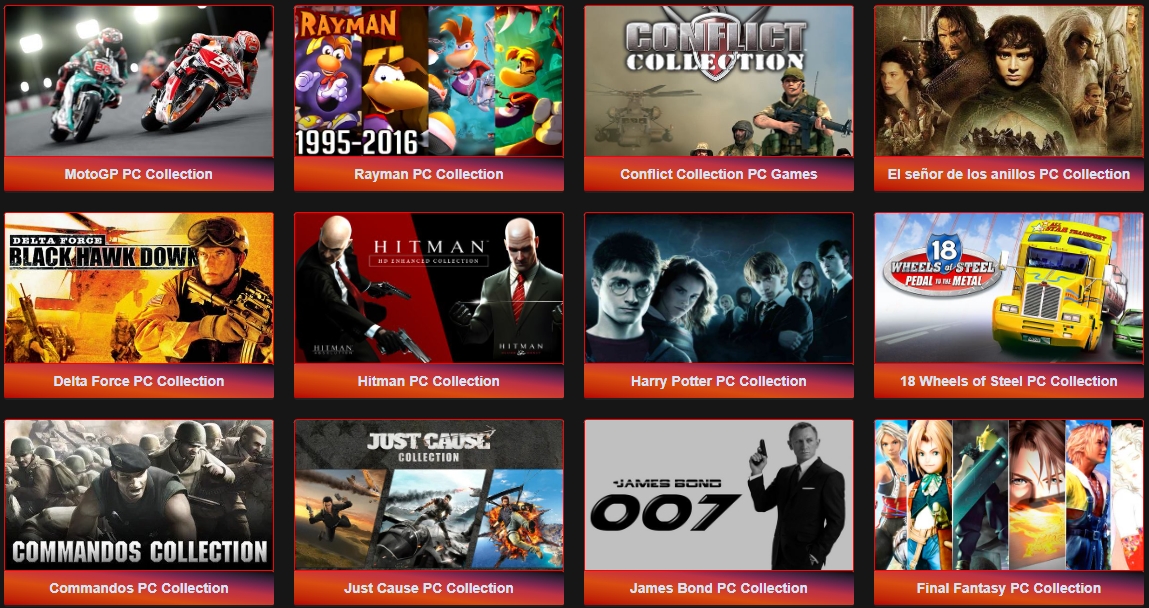 93
RAYMAN
1995-2016
CONFLICT
COLLECTION
MotoGP PC Collection
Rayman PC Collection
Conflict Collection PC Games
El señor de los anillos PC Collection
DELTA FORCE
BLACK HAWK DOWN
HITMAN
HD ENHANCED COLLECTION
HITMAN
HITMAN
18
WHEELS of STEEL
PEDAL TO THE METAL
ALL STAR TRANSPORT
Delta Force PC Collection
Hitman PC Collection
Harry Potter PC Collection
18 Wheels of Steel PC Collection
COMMANDOS COLLECTION
JUST CAUSE
COLLECTION
JAMES BOND
007
Commandos PC Collection
Just Cause PC Collection
James Bond PC Collection
Final Fantasy PC Collection